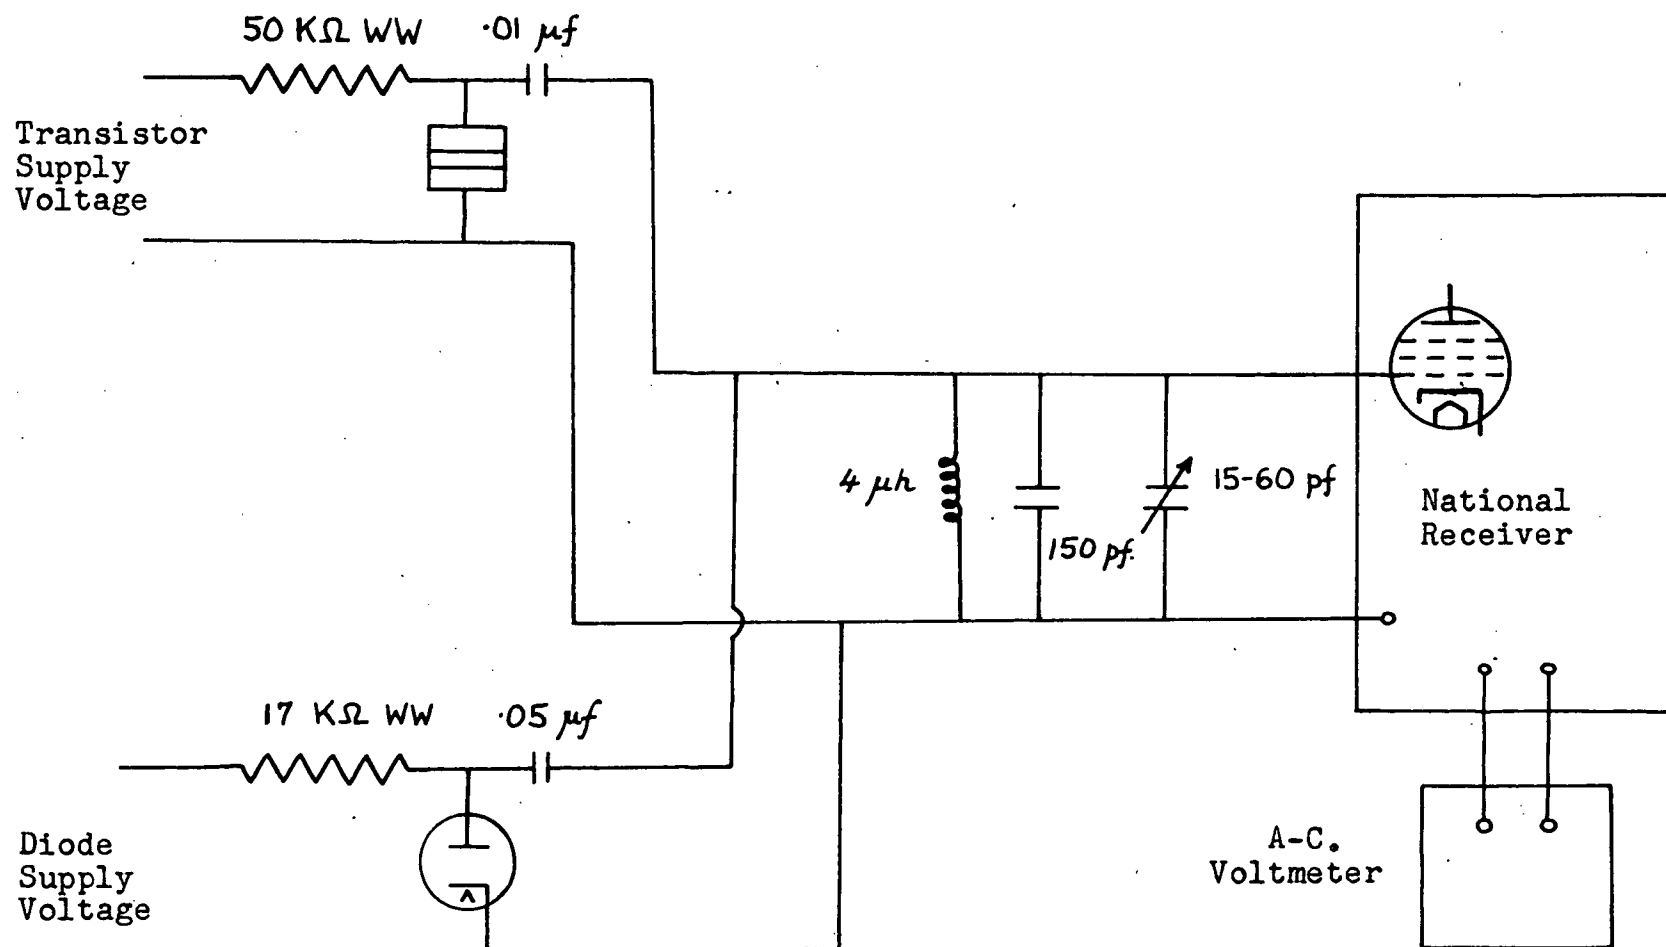 50 KΩ WW
·01 μf
Transistor
Supply
Voltage
4 μh
150 pf.
15-60 pf
National
Receiver
17 KΩ WW
·05 μf
Diode
Supply
Voltage
A-C.
Voltmeter